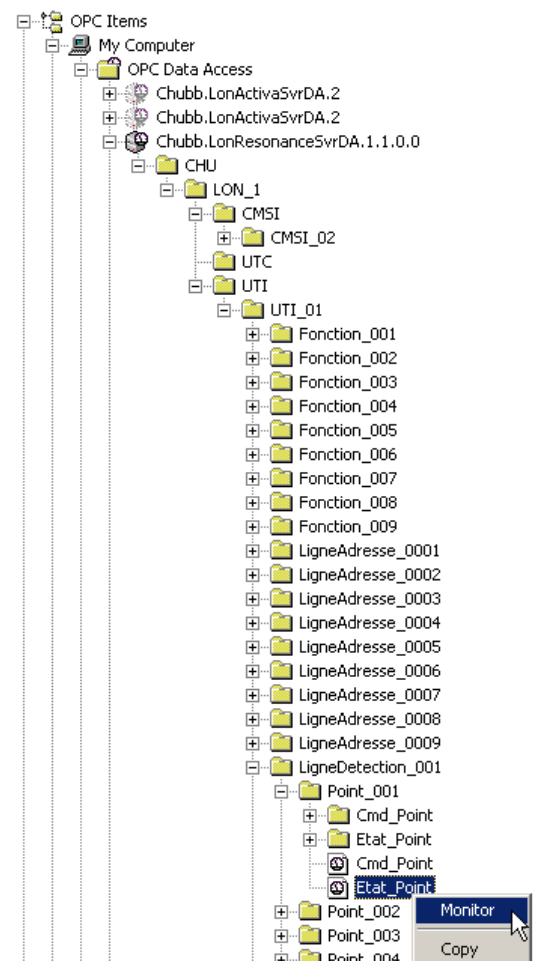 OPC Items
My Computer
OPC Data Access
Chubb.LonActivaSvrDA.2
Chubb.LonActivaSvrDA.2
Chubb.LonResonanceSvrDA.1.1.0.0
CHU
LON_1
CMSI
CMSI_02
UTC
UTI
UTI_01
Fonction_001
Fonction_002
Fonction_003
Fonction_004
Fonction_005
Fonction_006
Fonction_007
Fonction_008
Fonction_009
LigneAdresse_0001
LigneAdresse_0002
LigneAdresse_0003
LigneAdresse_0004
LigneAdresse_0005
LigneAdresse_0006
LigneAdresse_0007
LigneAdresse_0008
LigneAdresse_0009
LigneDetection_001
Point_001
Cmd_Point
Etat_Point
Cmd_Point
Etat_Point
Point_002 Monitor
Point_003
Point_004 Copy